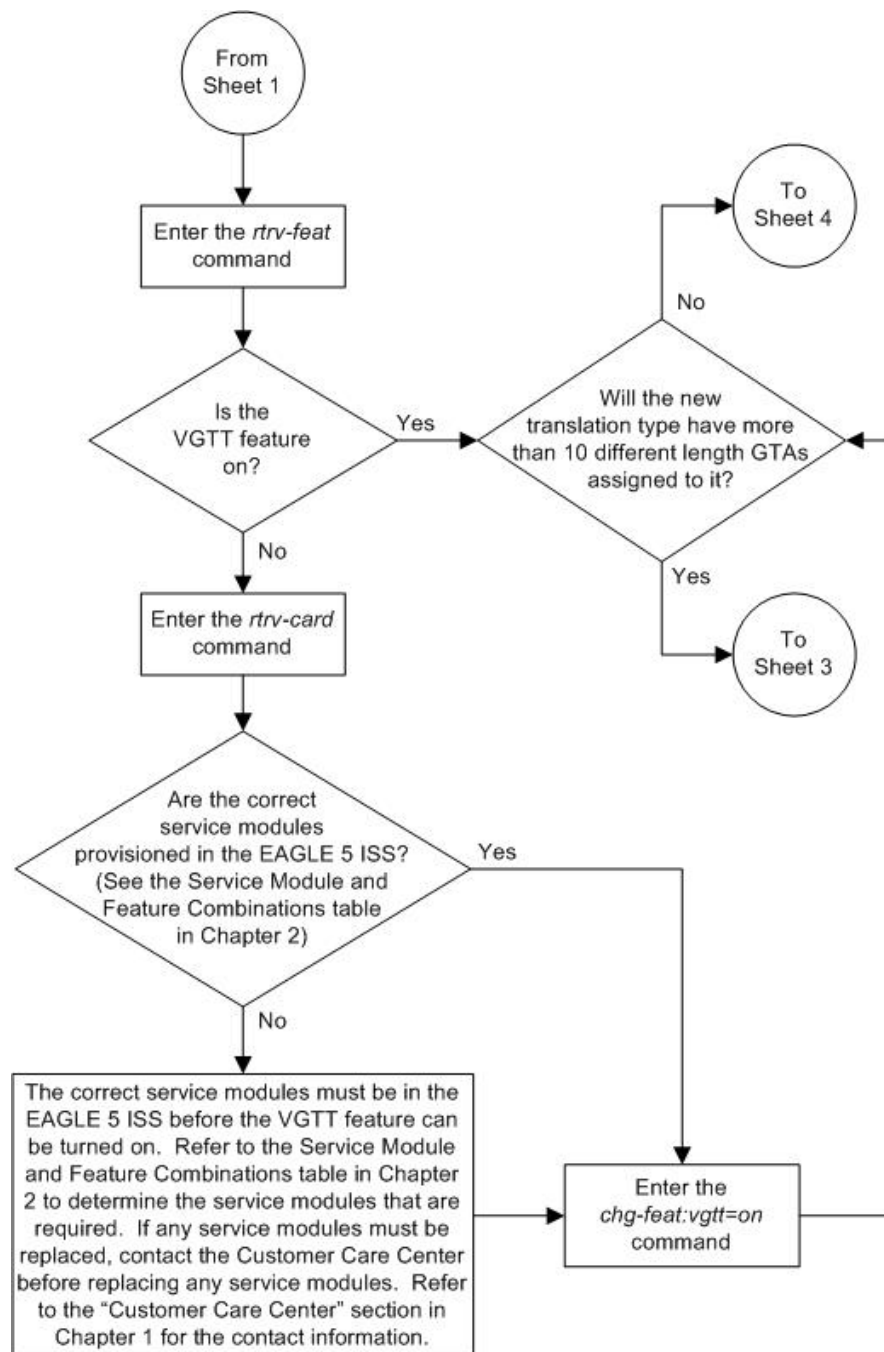 From
Sheet 1
Enter the rtrv-feat
command
Is the
VGTT feature
on?
Yes
No
Will the new
translation type have more
than 10 different length GTAs
assigned to it?
No
To
Sheet 4
Yes
To
Sheet 3
Enter the rtrv-card
command
Are the correct
service modules
provisioned in the EAGLE 5 ISS?
(See the Service Module and
Feature Combinations table
in Chapter 2)
Yes
No
The correct service modules must be in the
EAGLE 5 ISS before the VGTT feature can
be turned on. Refer to the Service Module
and Feature Combinations table in Chapter
2 to determine the service modules that are
required. If any service modules must be
replaced, contact the Customer Care Center
before replacing any service modules. Refer
to the “Customer Care Center” section in
Chapter 1 for the contact information.
Enter the
chg-feat:vgtt=on
command